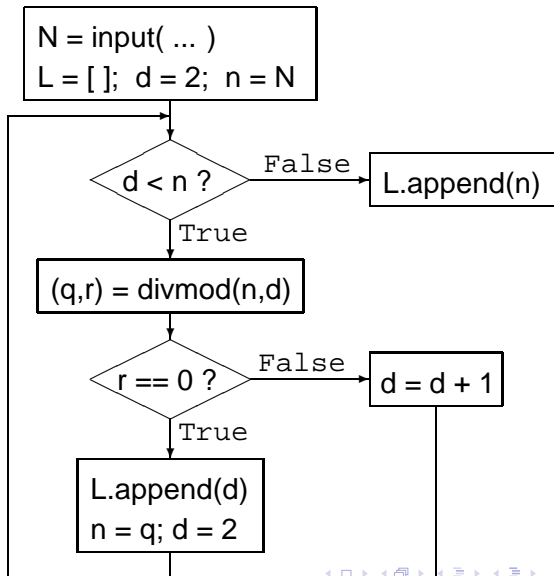 N = input( ... )
L = [ ];  d = 2;  n = N
d < n ?
False
L.append(n)
True
(q,r) = divmod(n,d)
r == 0 ?
False
d = d + 1
True
L.append(d)
n = q; d = 2